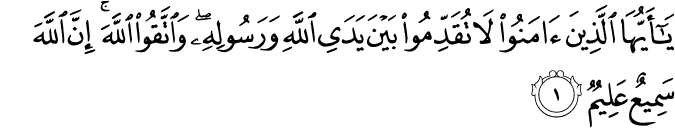 يَـٰٓأَيُّهَا ٱلَّذِينَ ءَامَنُوا۟ لَا تُقَدِّمُوا۟ بَيْنَ يَدَىِ ٱللَّهِ وَرَسُولِهِۦ ۖ وَٱتَّقُوا۟ ٱللَّهَ ۚ إِنَّ ٱللَّهَ
سَمِيعٌ عَلِيمٌ ١